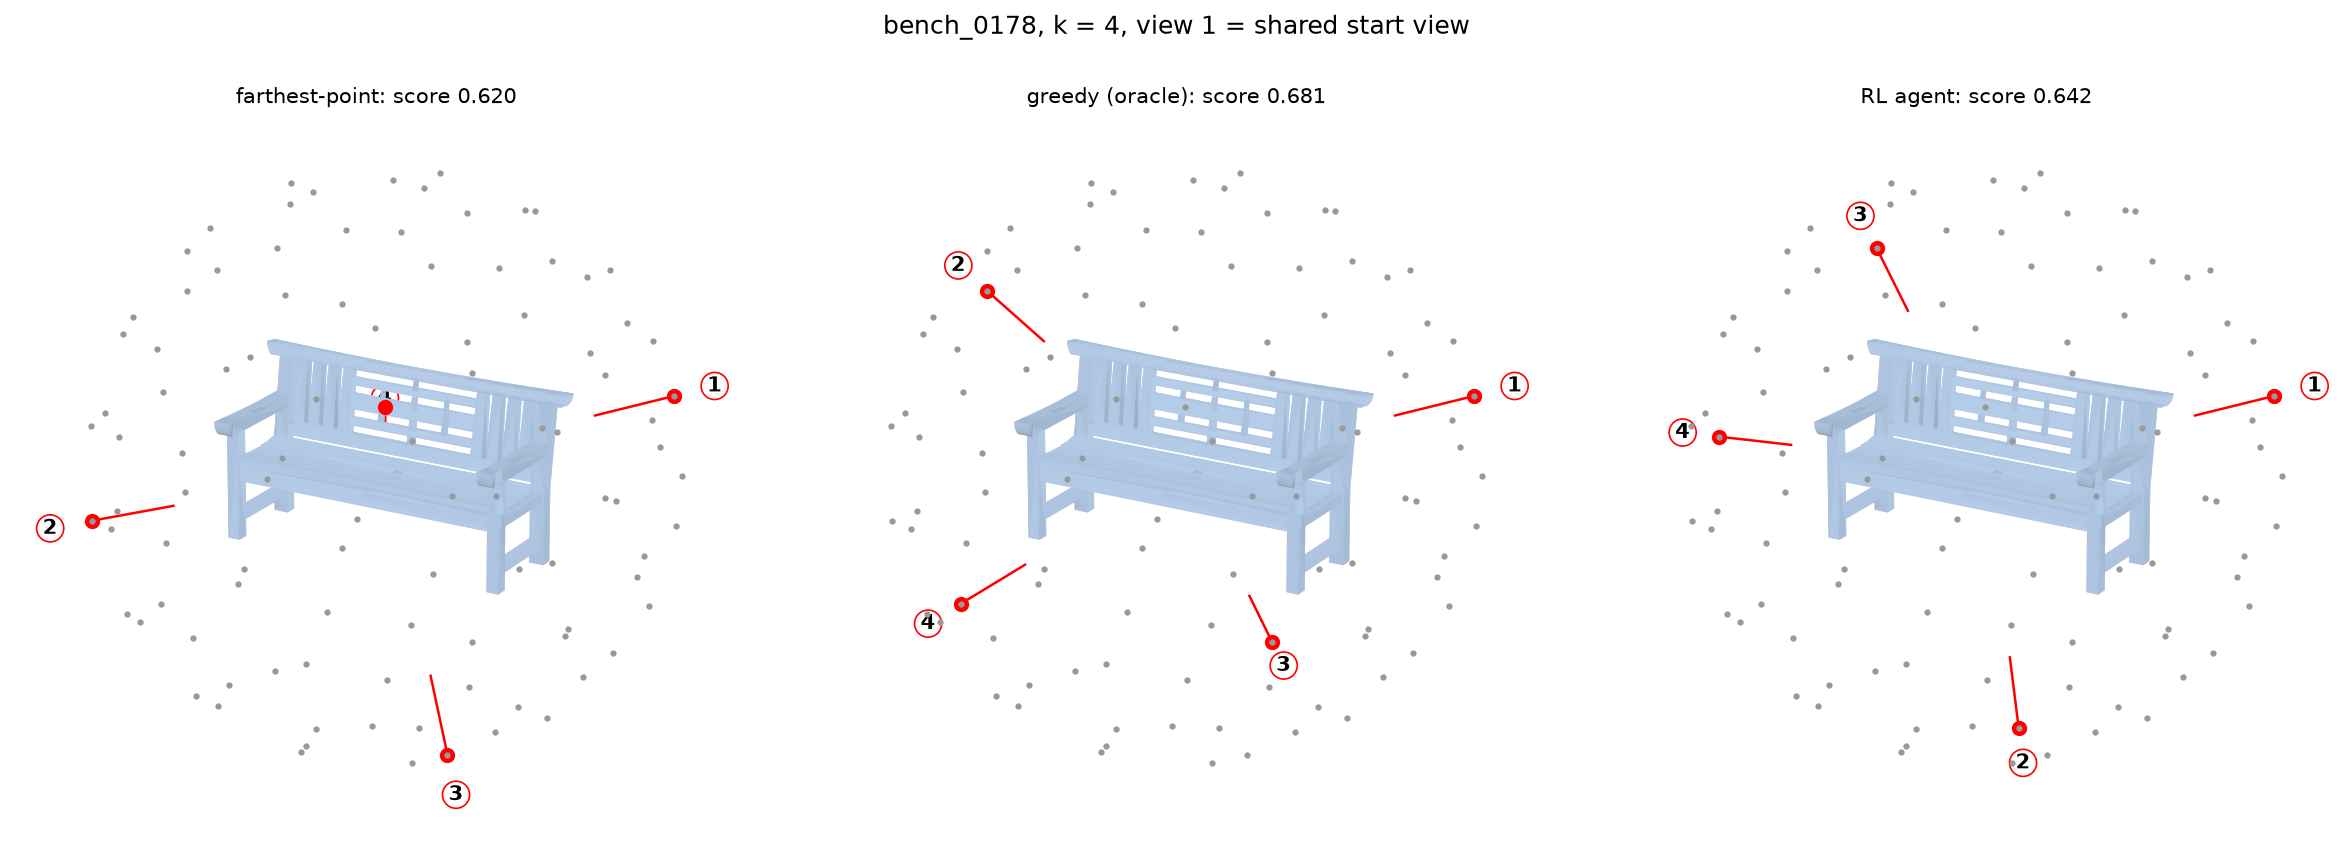 bench_0178, k = 4, view 1 = shared start view
farthest-point: score 0.620
1
2
3
greedy (oracle): score 0.681
2
1
4
3
RL agent: score 0.642
3
1
4
2